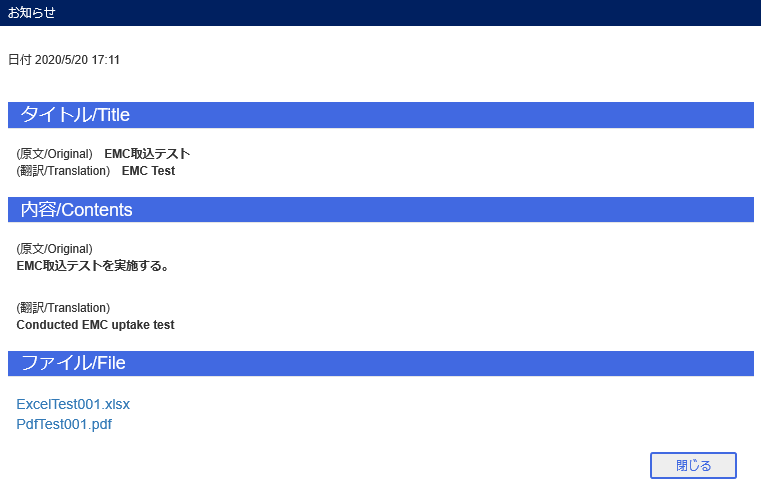 お知らせ
日付 2020/5/20 17:11
タイトル/Title
(原文/Original) EMC取込テスト
(翻訳/Translation) EMC Test
内容/Contents
(原文/Original)
EMC取込テストを実施する。
(翻訳/Translation)
Conducted EMC uptake test
ファイル/File
ExcelTest001.xlsx
PdfTest001.pdf
閉じる